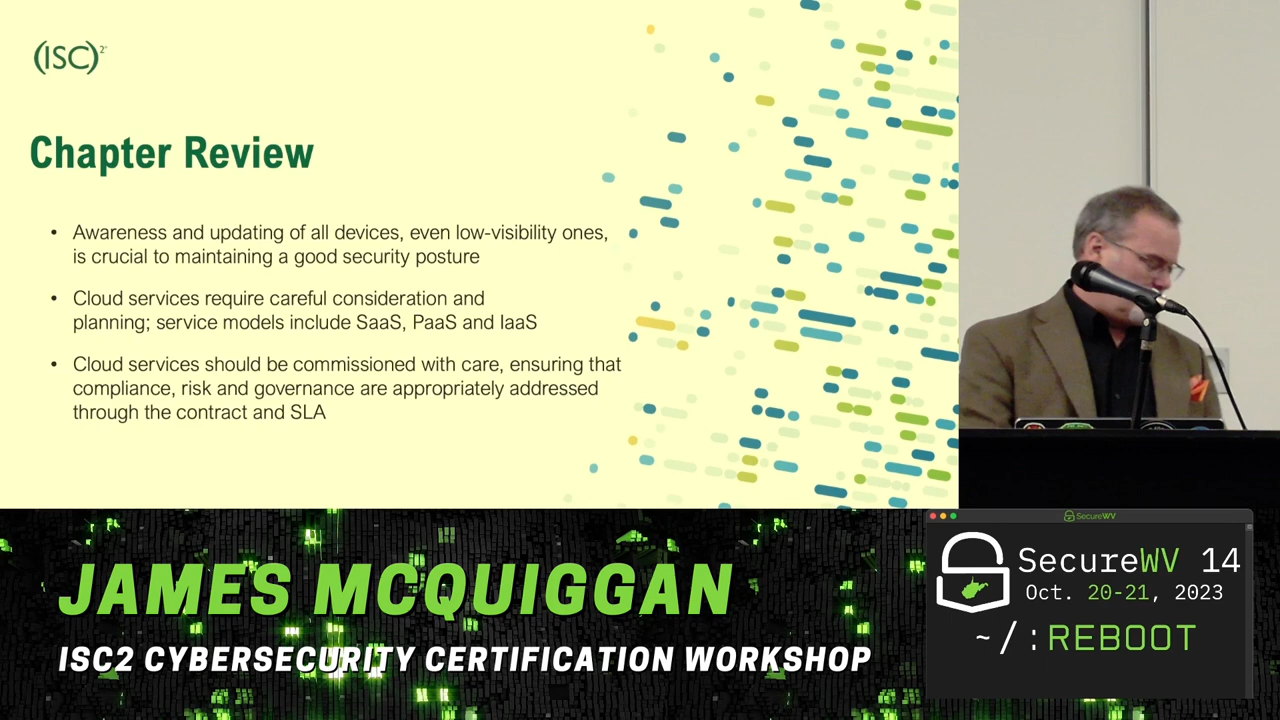 (ISC)²
Chapter Review
• Awareness and updating of all devices, even low-visibility ones,
is crucial to maintaining a good security posture
• Cloud services require careful consideration and
planning; service models include SaaS, PaaS and IaaS
• Cloud services should be commissioned with care, ensuring that
compliance, risk and governance are appropriately addressed
through the contract and SLA
JAMES MCQUIGGAN
ISC2 CYBERSECURITY CERTIFICATION WORKSHOP
SecureWV
SecureWV 14
Oct. 20-21, 2023
~/:REBOOT